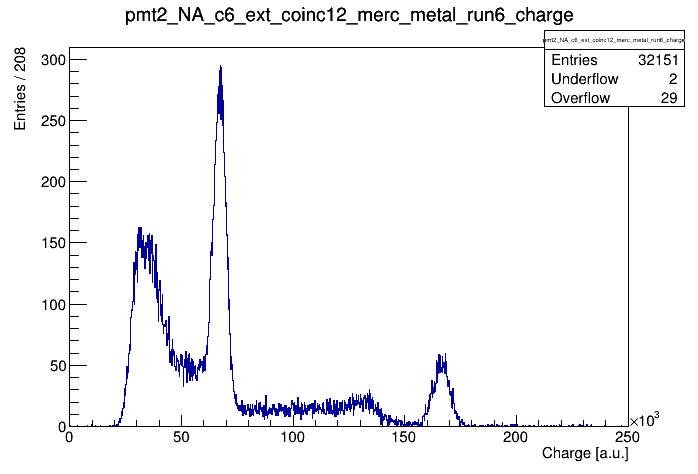 pmt2_NA_c6_ext_coinc12_merc_metal_run6_charge
pmt2_NA_c6_ext_coinc12_merc_metal_run6_charge
Entries 32151
Underflow 2
Overflow 29
Entries / 208
300
250
200
150
100
50
0
0 50 100 150 200 250
×10³
Charge [a.u.]